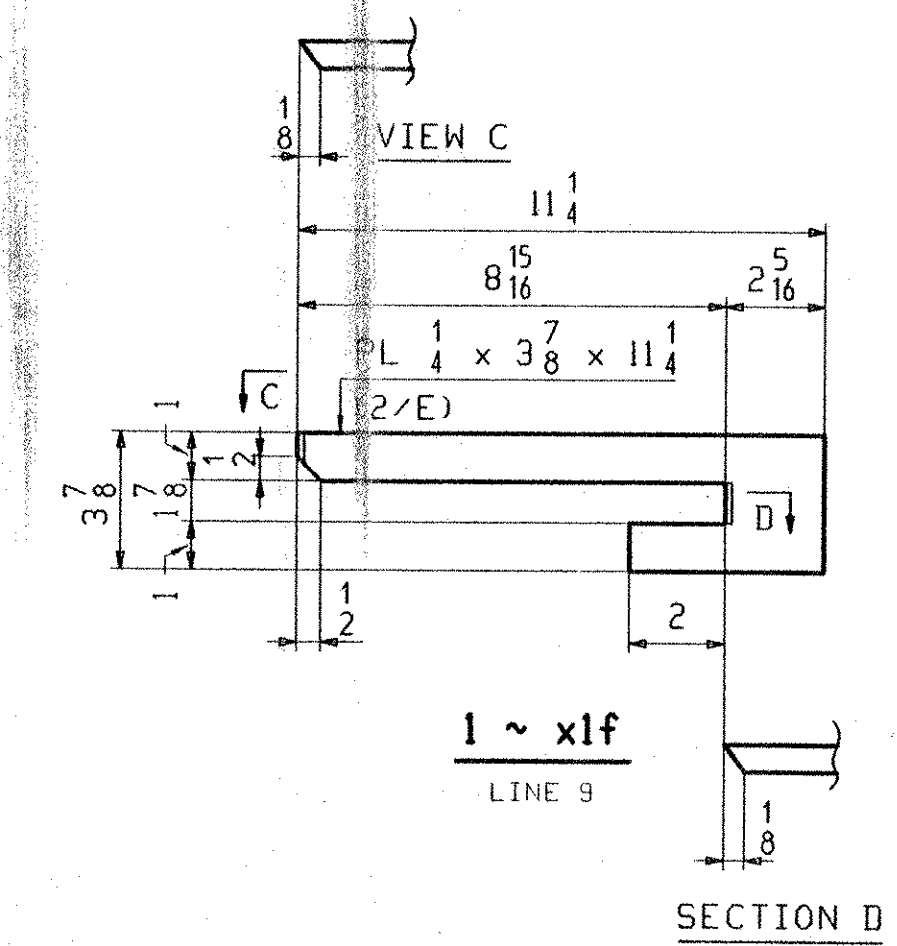 1/8
VIEW C
11 1/4
8 15/16
2 5/16
PL 1/4 x 3 7/8 x 11 1/4
2/E)
C
1
1/2
3 7/8
1 7/8
D
1
1/2
2
1 ~ x1f
LINE 9
1/8
SECTION D